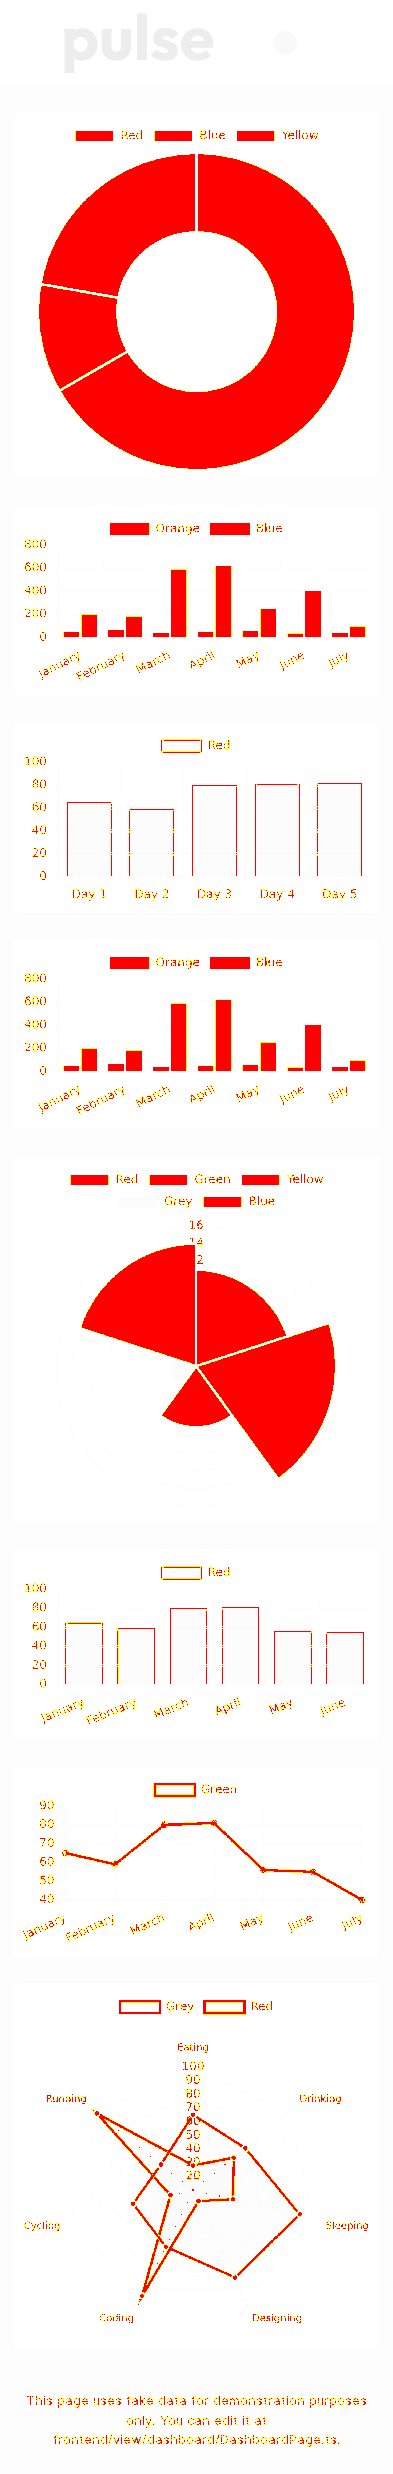 pulse
Red Blue Yellow
Orange Blue
800
600
400
200
0
January February March April May June July
Red
100
80
60
40
20
0
Day 1 Day 2 Day 3 Day 4 Day 5
Orange Blue
800
600
400
200
0
January February March April May June July
Red Green Yellow
Grey Blue
16
14
2
Red
100
80
60
40
20
0
January February March April May June
Green
90
80
70
60
50
40
January February March April May June July
Grey Red
Eating
100
90
80
70
60
50
40
30
20
Running Drinking
Cycling Sleeping
Coding Designing
This page uses fake data for demonstration purposes
only. You can edit it at
frontend/view/dashboard/DashboardPage.ts.